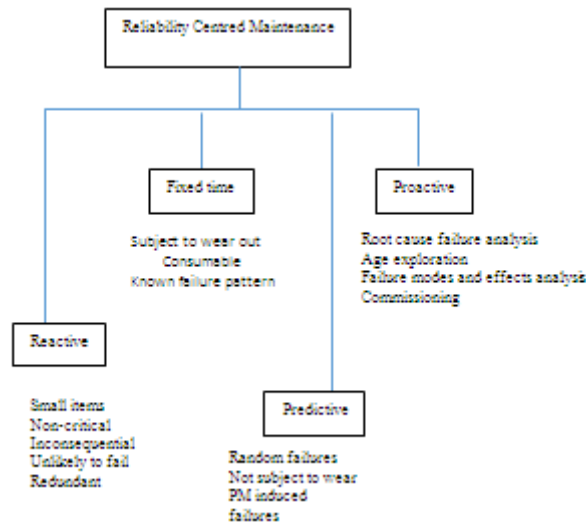 Reliability Centred Maintenance
Fixed time
Subject to wear out
Consumable
Known failure pattern
Proactive
Root cause failure analysis
Age exploration
Failure modes and effects analysis
Commissioning
Reactive
Small items
Non-critical
Inconsequential
Unlikely to fail
Redundant
Predictive
Random failures
Not subject to wear
PM induced
failures